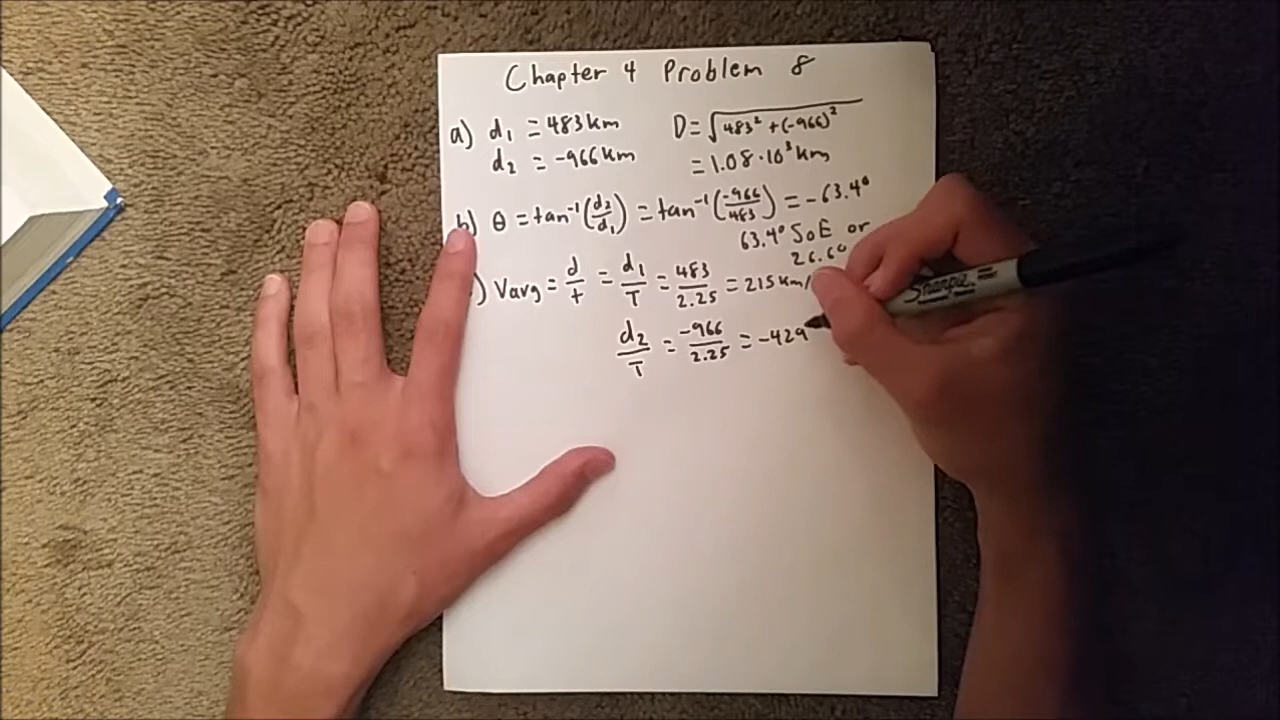 Chapter 4 Problem 8
a) d₁ = 483 km
d₂ = -966 km
D = √483² + (-966)²
= 1.08 · 10³ km
b) θ = tan⁻¹(d₂/d₁) = tan⁻¹(-966/483) = -63.4°
63.4° S o E or
26.6°
) Vavg = d/t = d₁/T = 483/2.25 = 215 km/
d₂/T = -966/2.25 = -429
Sharpie